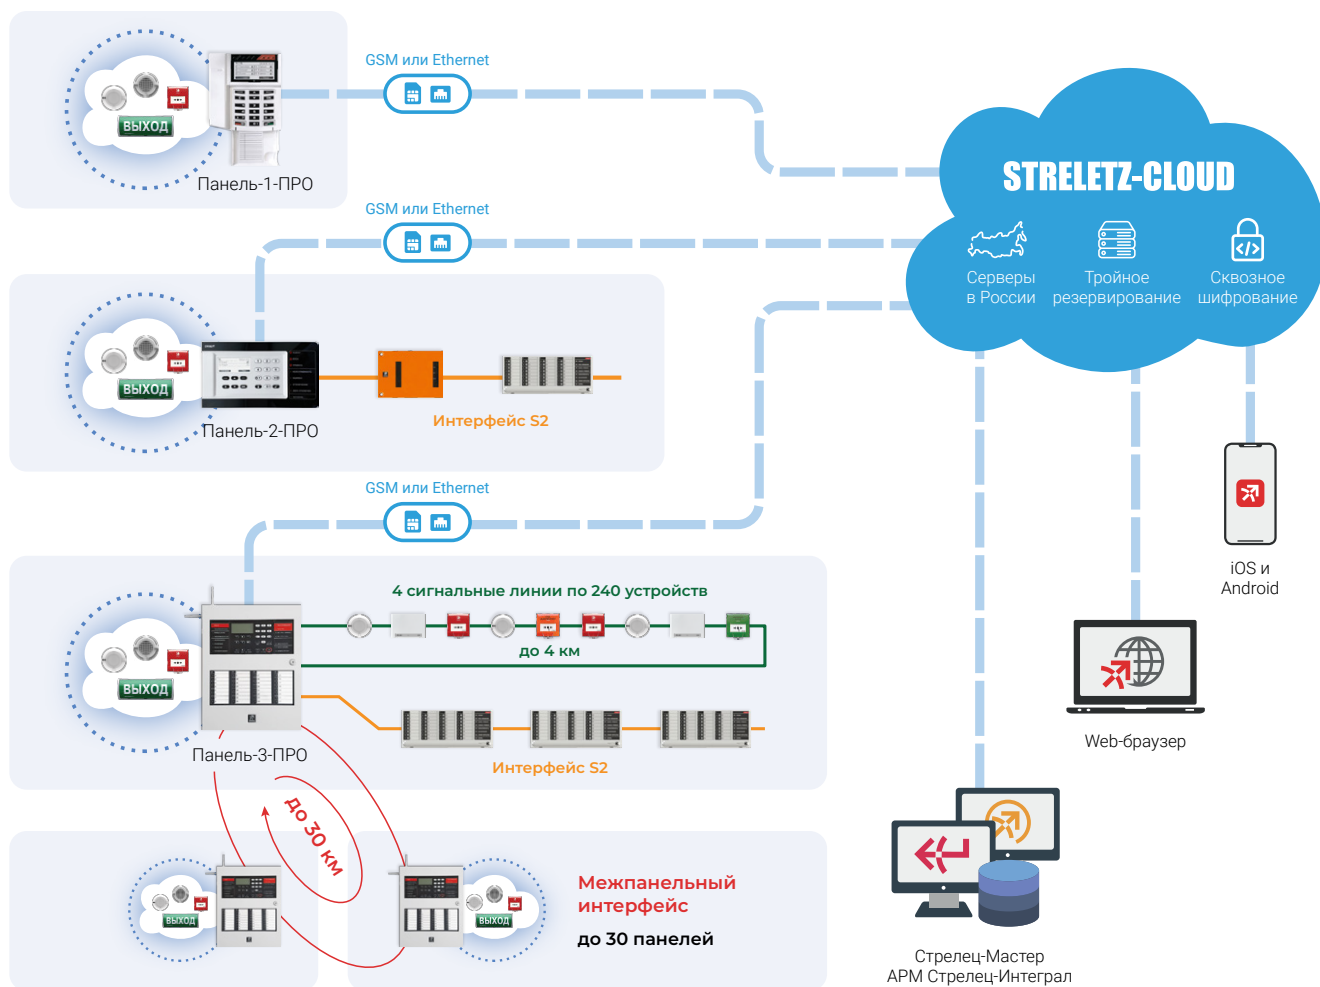 GSM или Ethernet
ВЫХОД
Панель-1-ПРО
STRELETZ-CLOUD
Серверы
в России
Тройное
резервирование
Сквозное
шифрование
GSM или Ethernet
ВЫХОД
Панель-2-ПРО
Интерфейс S2
GSM или Ethernet
iOS и
Android
4 сигнальные линии по 240 устройств
до 4 км
ВЫХОД
Панель-3-ПРО
Интерфейс S2
Web-браузер
до 30 км
ВЫХОД
ВЫХОД
Межпанельный
интерфейс
до 30 панелей
Стрелец-Мастер
АРМ Стрелец-Интеграл